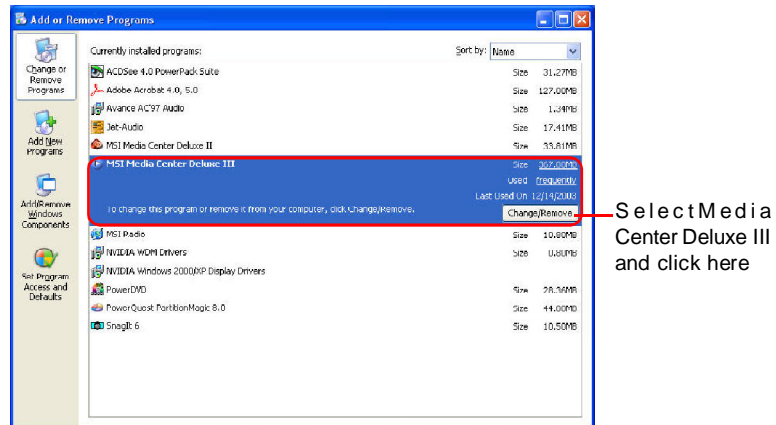 Add or Remove Programs
Change or
Remove
Programs
Add New
Programs
Add/Remove
Windows
Components
Set Program
Access and
Defaults
Currently installed programs:
Sort by: Name
ACDSee 4.0 PowerPack Suite Size 31.27MB
Adobe Acrobat 4.0, 5.0 Size 127.00MB
Avance AC'97 Audio Size 1.34MB
Jet-Audio Size 17.41MB
MSI Media Center Deluxe II Size 33.81MB
MSI Media Center Deluxe III Size 367.00MB
Used frequently
Last Used On 12/14/2003
To change this program or remove it from your computer, click Change/Remove.
Change/Remove
MSI Radio Size 10.80MB
NVIDIA WDM Drivers Size 0.80MB
NVIDIA Windows 2000/XP Display Drivers
PowerDVD Size 28.36MB
PowerQuest PartitionMagic 8.0 Size 44.00MB
SnagIt 6 Size 10.50MB
Select Media
Center Deluxe III
and click here